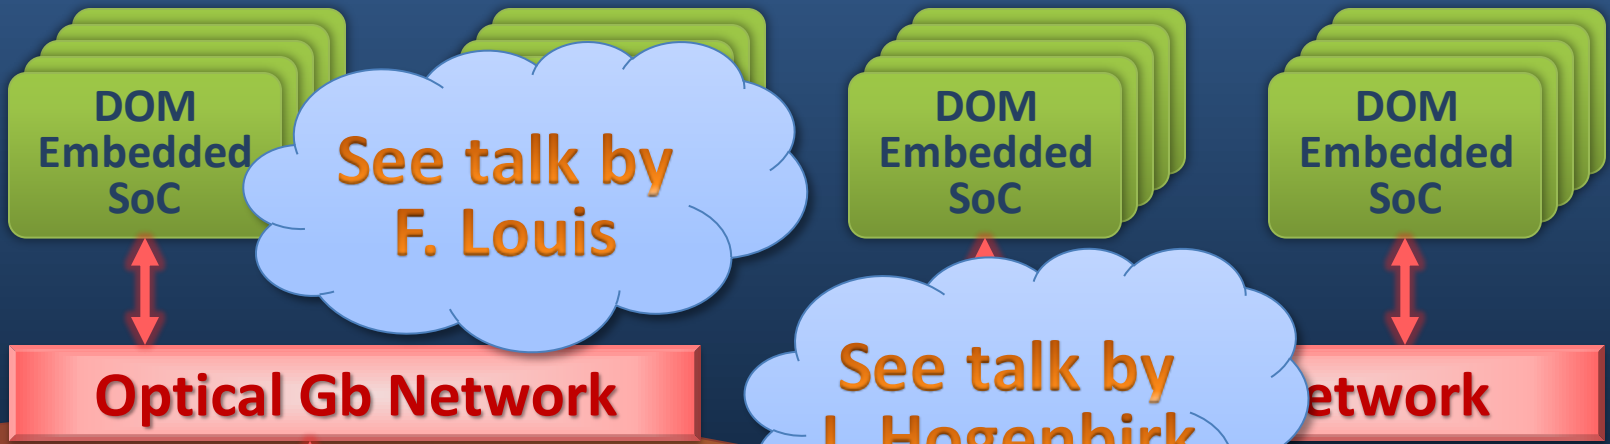 DOM
Embedded
SoC
See talk by
F. Louis
DOM
Embedded
SoC
DOM
Embedded
SoC
Optical Gb Network
See talk by
Hogenbirk
etwork